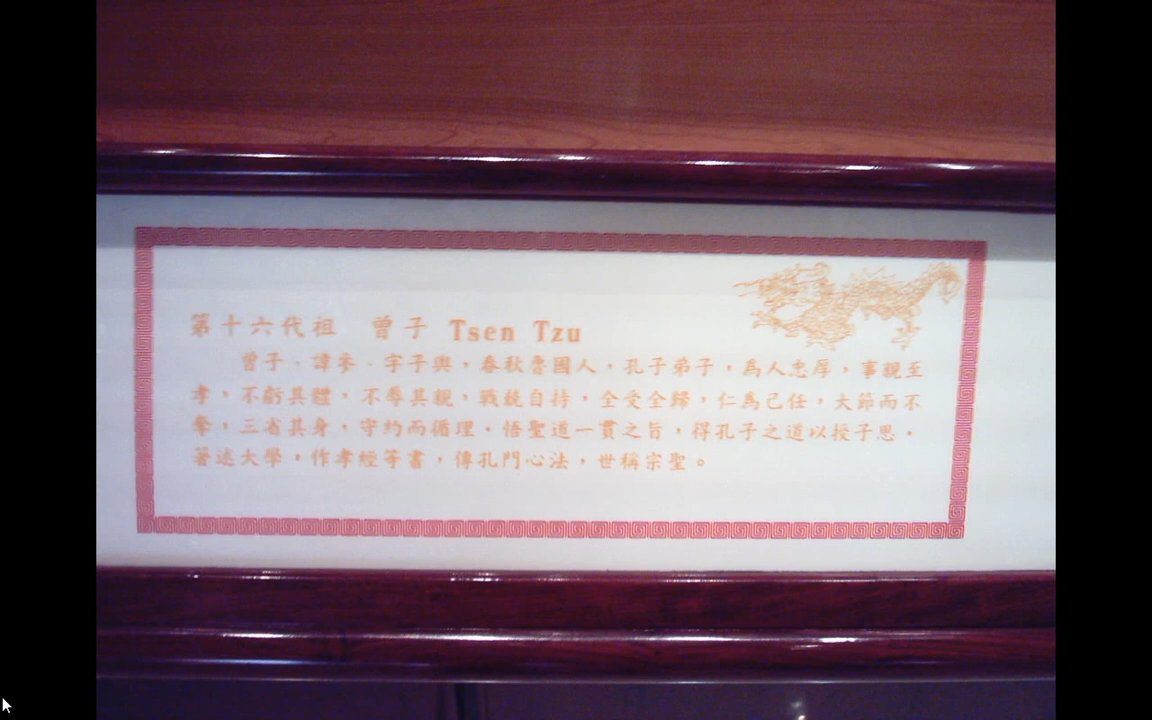 第十六代祖 曾子 Tsen Tzu
曾子、諱參、字子與，春秋魯國人，孔子弟子，為人忠厚，事親至
孝，不虧其體，不辱其親，戰兢自持，全受全歸，仁為己任，大節而不
奪，三省其身，守約而循理。悟聖道一貫之旨，得孔子之道以授子思。
著述大學，作孝經等書，傳孔門心法，世稱宗聖。